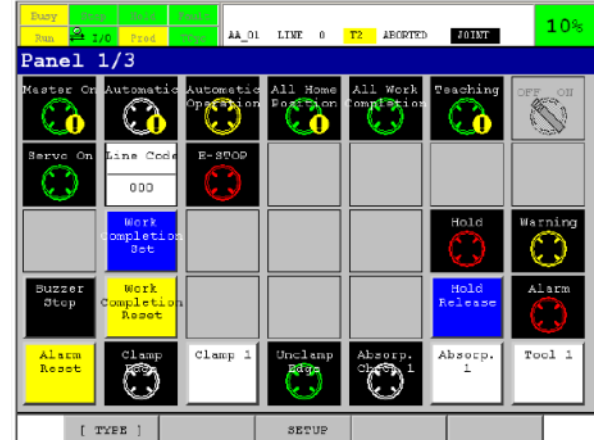 Busy Step Hold Fault
Run I/O Prod TCyc
AA_01 LINE 0 T2 ABORTED JOINT
10%
Panel 1/3
Master On
Automatic
Automatic
Operation
All Home
Position
All Work
Completion
Teaching
OFF ON
Servo On
Line Code
000
E-STOP
Work
Completion
Set
Hold
Warning
Buzzer
Stop
Work
Completion
Reset
Hold
Release
Alarm
Alarm
Reset
Clamp
Edge
Clamp 1
Unclamp
Edge
Absorp.
Check 1
Absorp.
1
Tool 1
[ TYPE ] SETUP